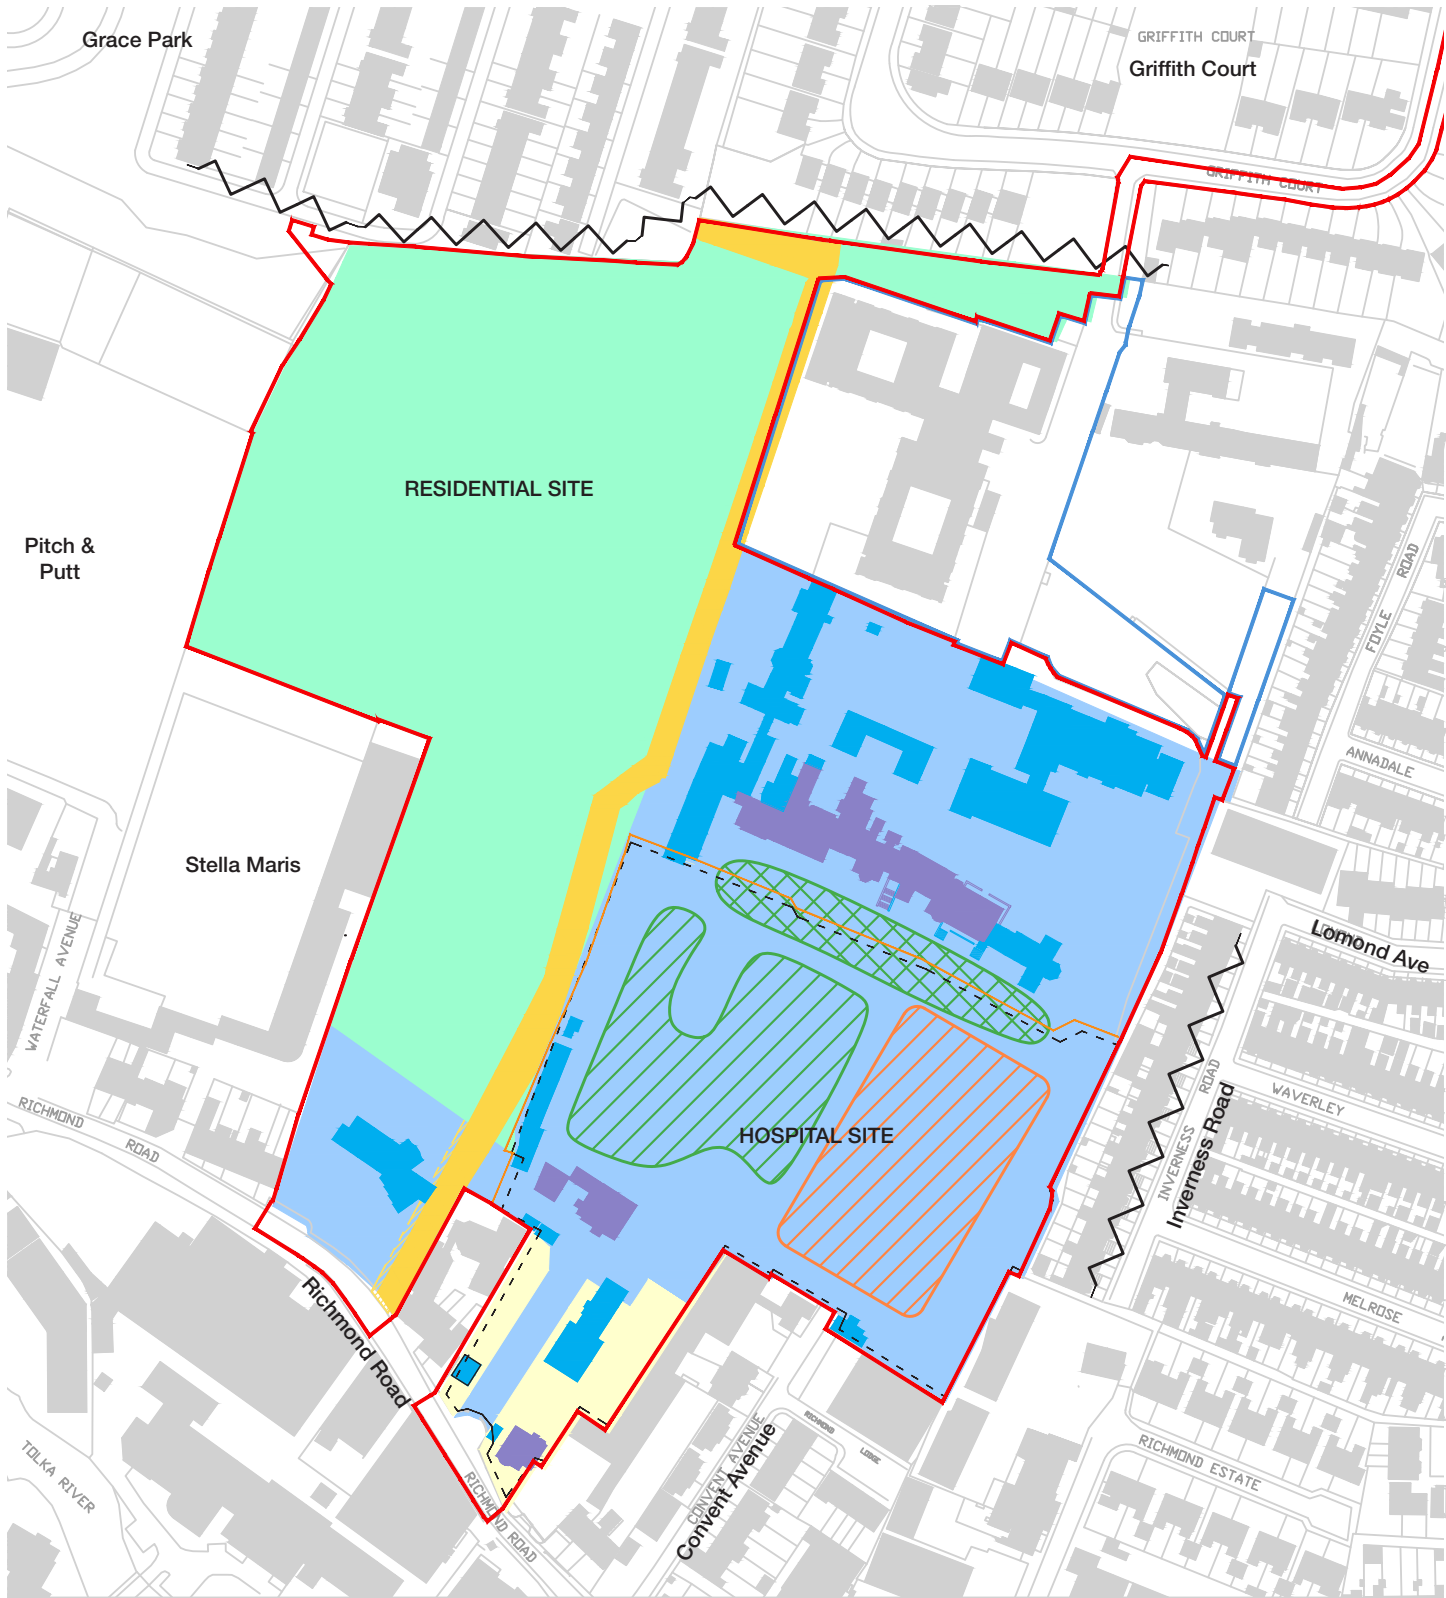 Grace Park
GRIFFITH COURT
Griffith Court
GRIFFITH COURT
RESIDENTIAL SITE
Pitch &
Putt
FOYLE ROAD
ANNADALE
Stella Maris
WATERFALL AVENUE
Lomond Ave
RICHMOND ROAD
WAVERLEY
INVERNESS ROAD
Inverness Road
HOSPITAL SITE
MELROSE
Richmond Road
RICHMOND LODGE
CONVENT AVENUE
Convent Avenue
RICHMOND ESTATE
TOLKA RIVER
RICHMOND ROAD